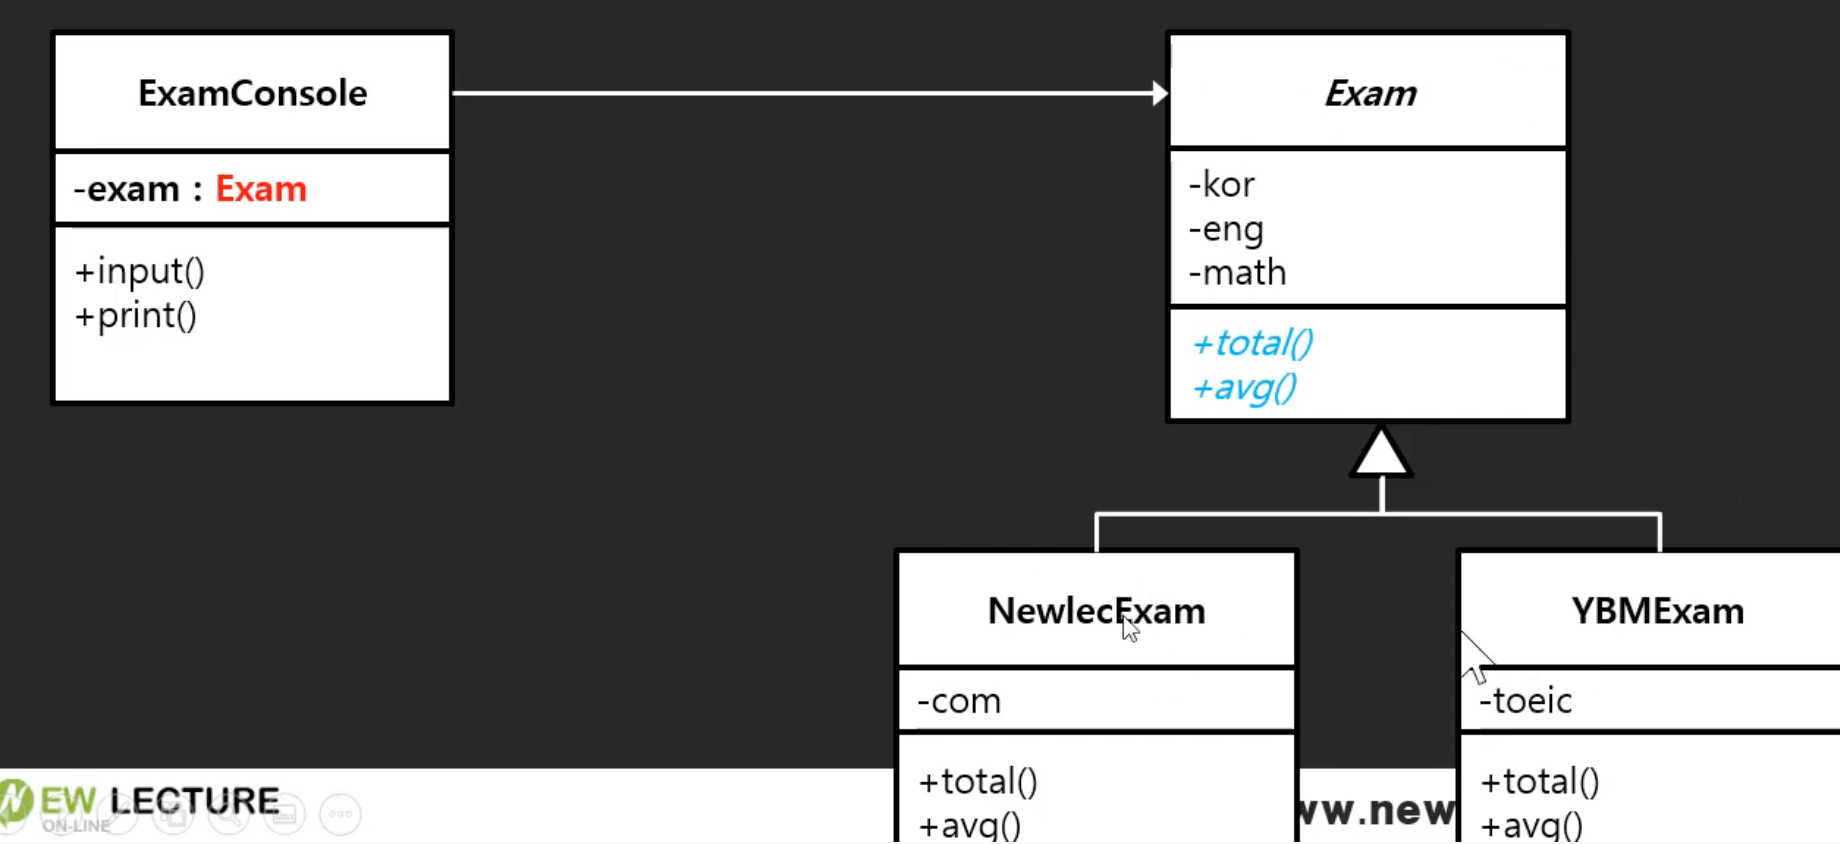 ExamConsole
-exam : Exam
+input()
+print()
Exam
-kor
-eng
-math
+total()
+avg()
NewlecExam
-com
+total()
+avg()
YBMExam
-toeic
+total()
+avg()
NEW LECTURE
ON-LINE
ww.new